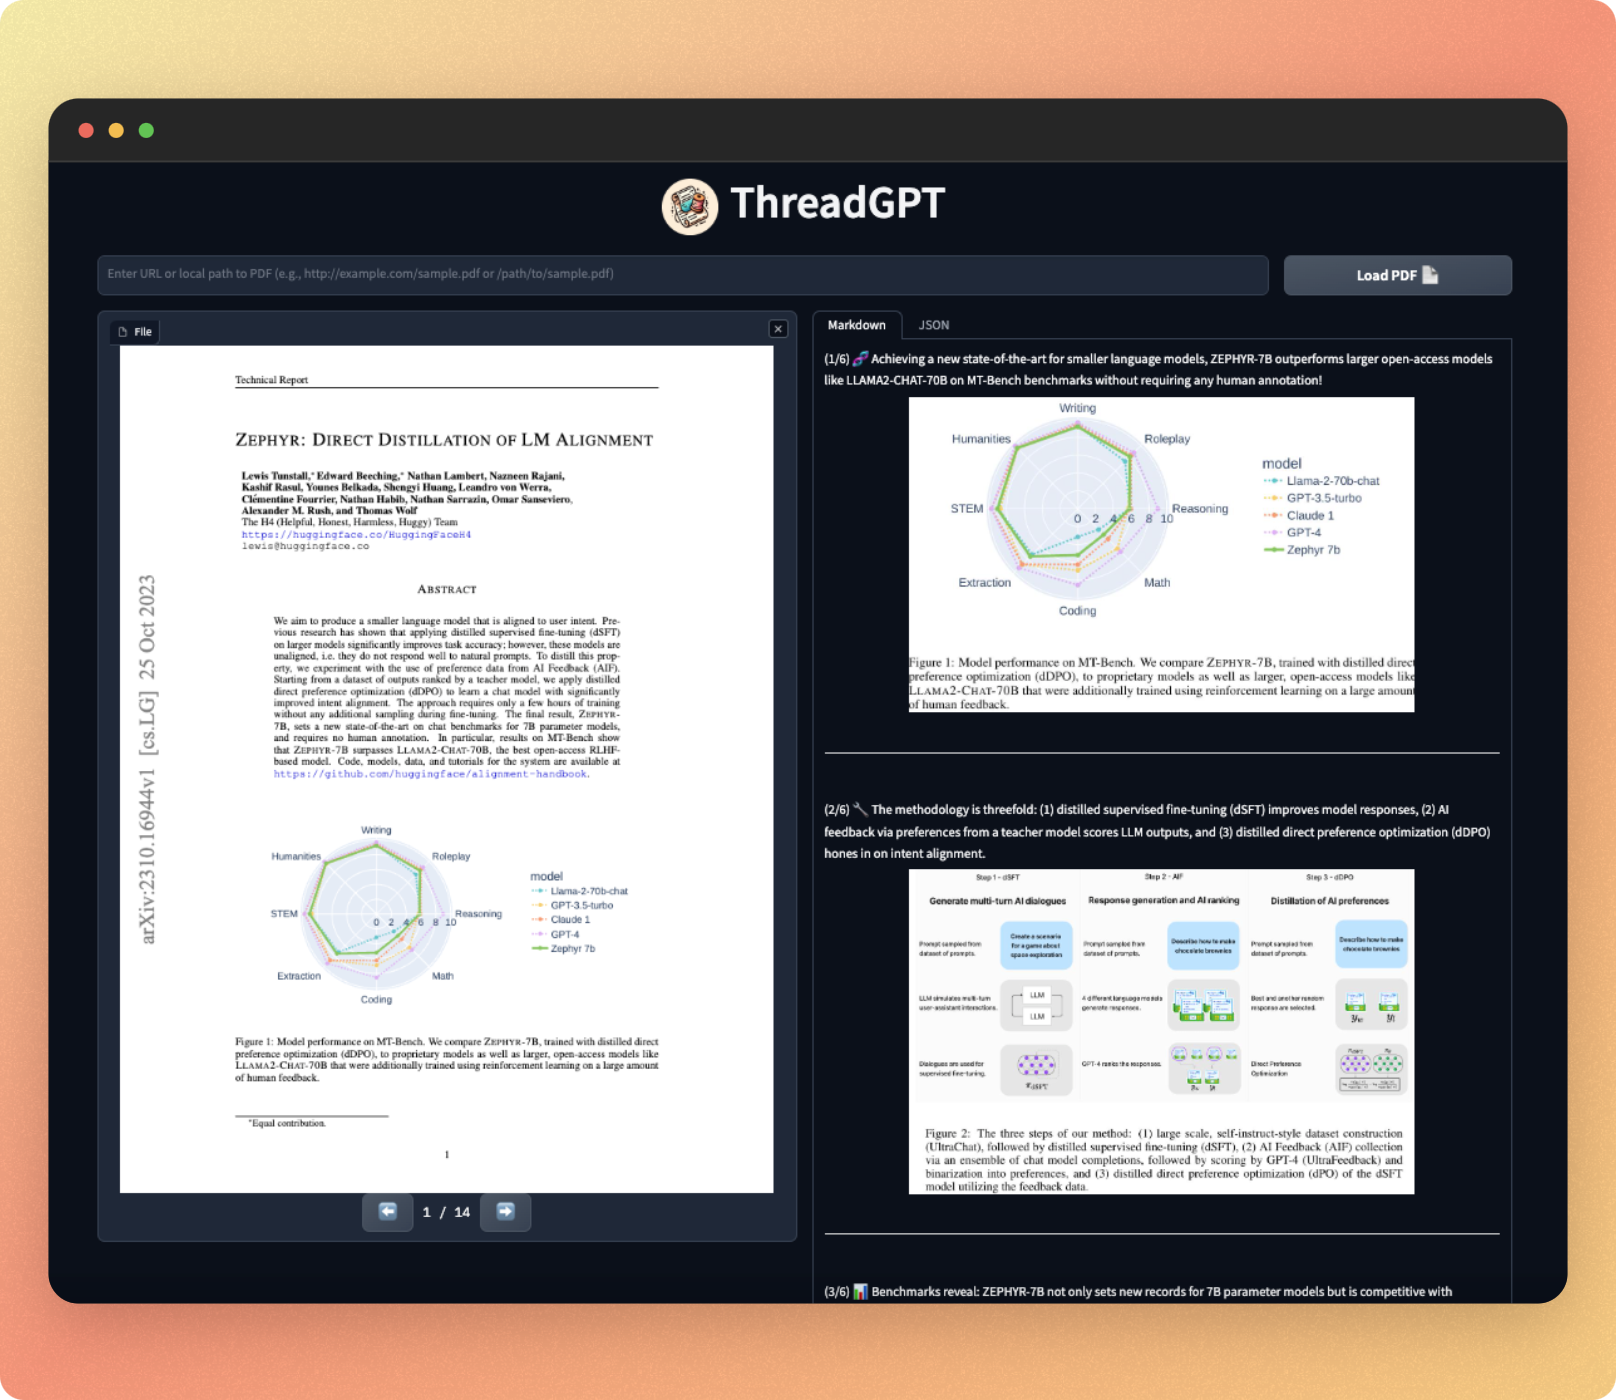 ThreadGPT
Enter URL or local path to PDF (e.g., http://example.com/sample.pdf or /path/to/sample.pdf)
Load PDF
File
Technical Report
ZEPHYR: DIRECT DISTILLATION OF LM ALIGNMENT
Lewis Tunstall,* Edward Beeching,* Nathan Lambert, Nazneen Rajani,
Kashif Rasul, Younes Belkada, Shengyi Huang, Leandro von Werra,
Clémentine Fourrier, Nathan Habib, Nathan Sarrazin, Omar Sanseviero,
Alexander M. Rush, and Thomas Wolf
The H4 (Helpful, Honest, Harmless, Huggy) Team
https://huggingface.co/HuggingFaceH4
lewis@huggingface.co
ABSTRACT
We aim to produce a smaller language model that is aligned to user intent. Pre-
vious research has shown that applying distilled supervised fine-tuning (dSFT)
on larger models significantly improves task accuracy; however, these models are
unaligned, i.e. they do not respond well to natural prompts. To distill this prop-
erty, we experiment with the use of preference data from AI Feedback (AIF).
Starting from a dataset of outputs ranked by a teacher model, we apply distilled
direct preference optimization (dDPO) to learn a chat model with significantly
improved intent alignment. The approach requires only a few hours of training
without any additional sampling during fine-tuning. The final result, ZEPHYR-
7B, sets a new state-of-the-art on chat benchmarks for 7B parameter models,
and requires no human annotation. In particular, results on MT-Bench show
that ZEPHYR-7B surpasses LLAMA2-CHAT-70B, the best open-access RLHF-
based model. Code, models, data, and tutorials for the system are available at
https://github.com/huggingface/alignment-handbook.
arXiv:2310.16944v1 [cs.LG] 25 Oct 2023
Writing
Humanities
Roleplay
STEM
0 2 4 6 8 10
Reasoning
Extraction
Math
Coding
model
Llama-2-70b-chat
GPT-3.5-turbo
Claude 1
GPT-4
Zephyr 7b
Figure 1: Model performance on MT-Bench. We compare ZEPHYR-7B, trained with distilled direct
preference optimization (dDPO), to proprietary models as well as larger, open-access models like
LLAMA2-CHAT-70B that were additionally trained using reinforcement learning on a large amount
of human feedback.
*Equal contribution.
1
1 / 14
Markdown
JSON
(1/6) 🧬 Achieving a new state-of-the-art for smaller language models, ZEPHYR-7B outperforms larger open-access models
like LLAMA2-CHAT-70B on MT-Bench benchmarks without requiring any human annotation!
Writing
Humanities
Roleplay
STEM
0 2 4 6 8 10
Reasoning
Extraction
Math
Coding
model
Llama-2-70b-chat
GPT-3.5-turbo
Claude 1
GPT-4
Zephyr 7b
Figure 1: Model performance on MT-Bench. We compare ZEPHYR-7B, trained with distilled direct
preference optimization (dDPO), to proprietary models as well as larger, open-access models like
LLAMA2-CHAT-70B that were additionally trained using reinforcement learning on a large amount
of human feedback.
(2/6) 🔧 The methodology is threefold: (1) distilled supervised fine-tuning (dSFT) improves model responses, (2) AI
feedback via preferences from a teacher model scores LLM outputs, and (3) distilled direct preference optimization (dDPO)
hones in on intent alignment.
Step 1 - dSFT
Generate multi-turn AI dialogues
Prompt sampled from
dataset of prompts.
Create a scenario
for a game about
space exploration
LLM simulates multi-turn
user-assistant interactions.
LLM
LLM
Dialogues are used for
supervised fine-tuning.
πdSFT
Step 2 - AIF
Response generation and AI ranking
Prompt sampled from
dataset of prompts.
Describe how to make
chocolate brownies
4 different language models
generate responses.
GPT-4 ranks the responses.
Step 3 - dDPO
Distillation of AI preferences
Prompt sampled from
dataset of prompts.
Describe how to make
chocolate brownies
Best and another random
response are selected.
Direct Preference
Optimization
Figure 2: The three steps of our method: (1) large scale, self-instruct-style dataset construction
(UltraChat), followed by distilled supervised fine-tuning (dSFT), (2) AI Feedback (AIF) collection
via an ensemble of chat model completions, followed by scoring by GPT-4 (UltraFeedback) and
binarization into preferences, and (3) distilled direct preference optimization (dPO) of the dSFT
model utilizing the feedback data.
(3/6) 📊 Benchmarks reveal: ZEPHYR-7B not only sets new records for 7B parameter models but is competitive with